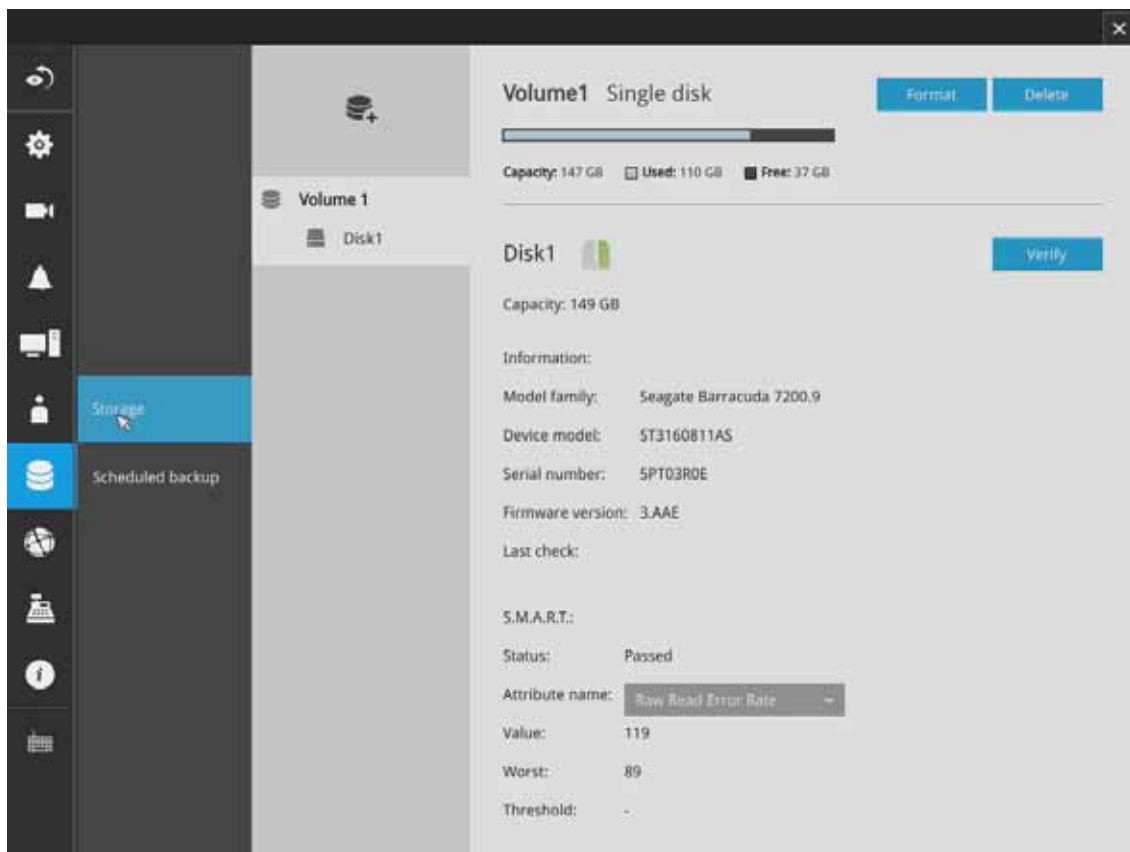 Volume1 Single disk
Format
Delete
Capacity: 147 GB Used: 110 GB Free: 37 GB
Volume 1
Disk1
Disk1
Verify
Capacity: 149 GB
Information:
Model family: Seagate Barracuda 7200.9
Device model: ST3160811AS
Serial number: 5PT03R0E
Firmware version: 3.AAE
Last check:
Storage
Scheduled backup
S.M.A.R.T.:
Status: Passed
Attribute name: Raw Read Error Rate
Value: 119
Worst: 89
Threshold: -